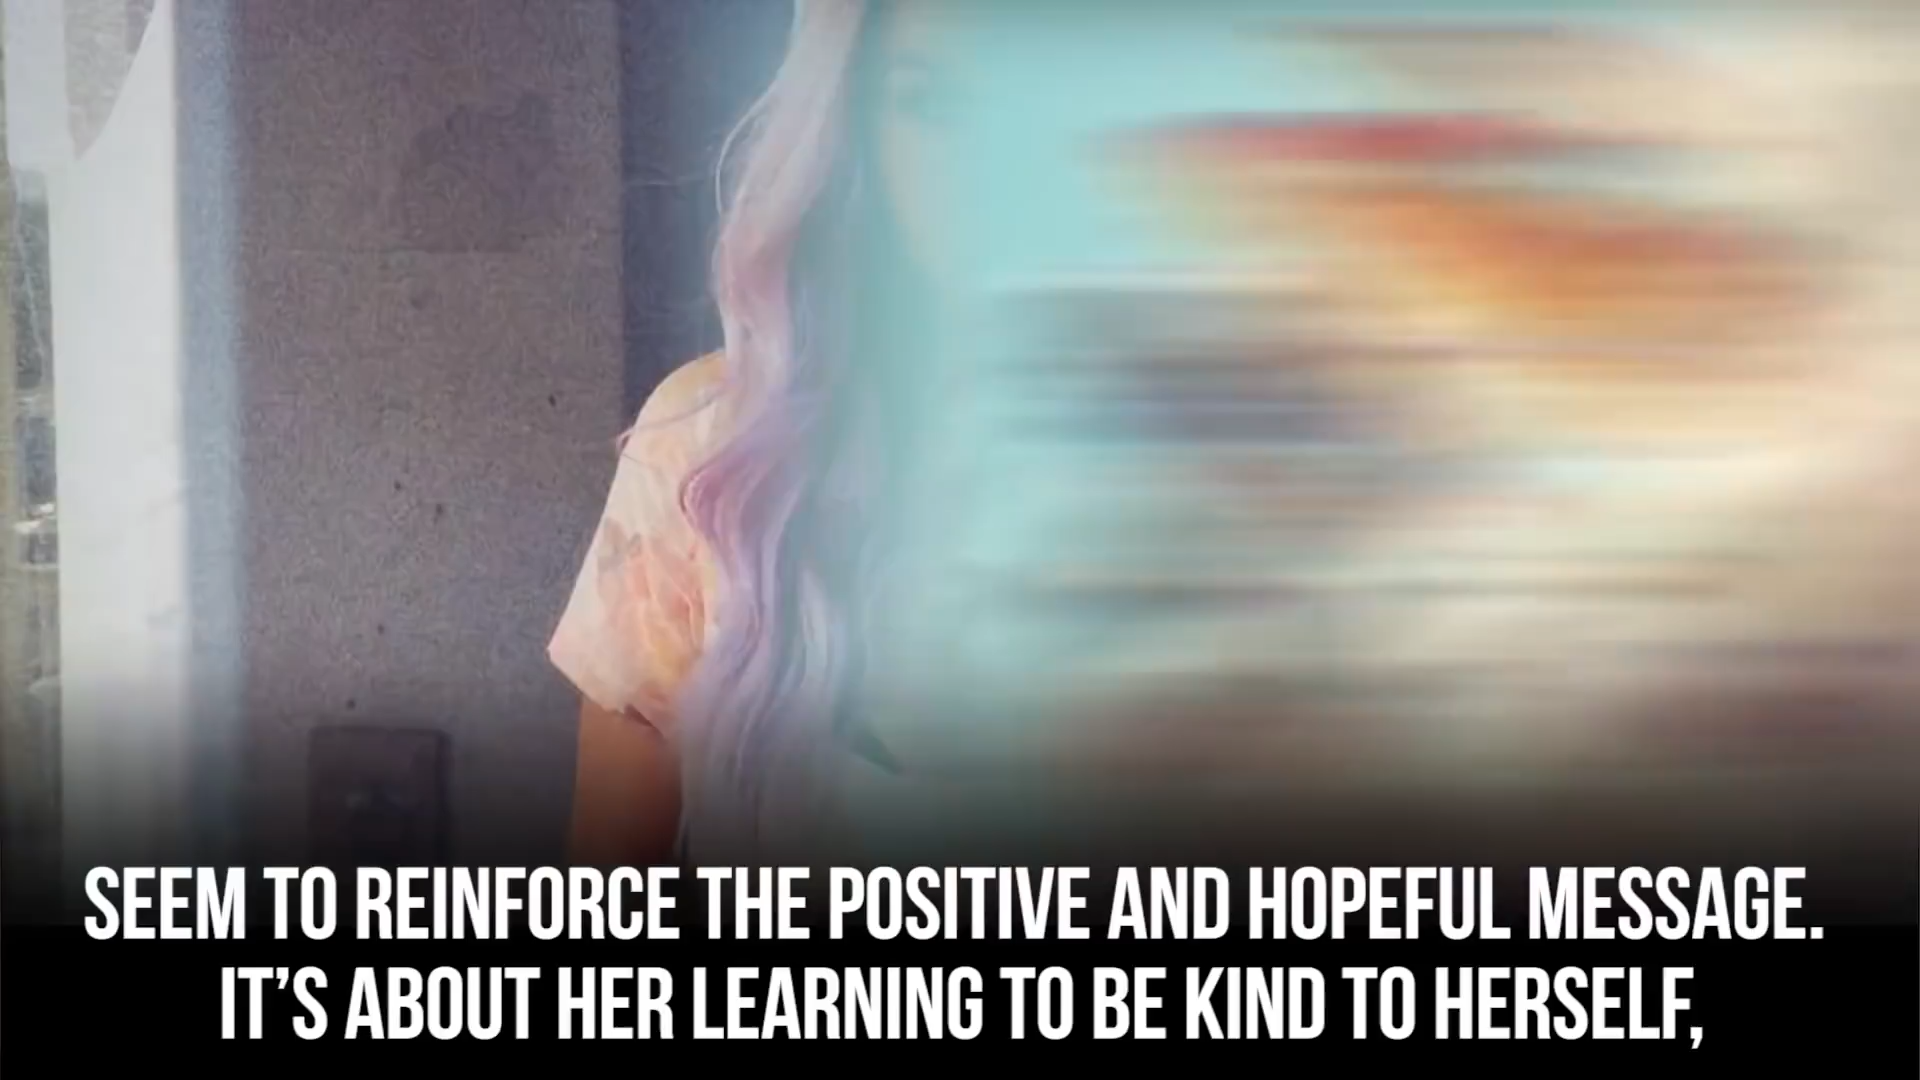 SEEM TO REINFORCE THE POSITIVE AND HOPEFUL MESSAGE.
IT'S ABOUT HER LEARNING TO BE KIND TO HERSELF,